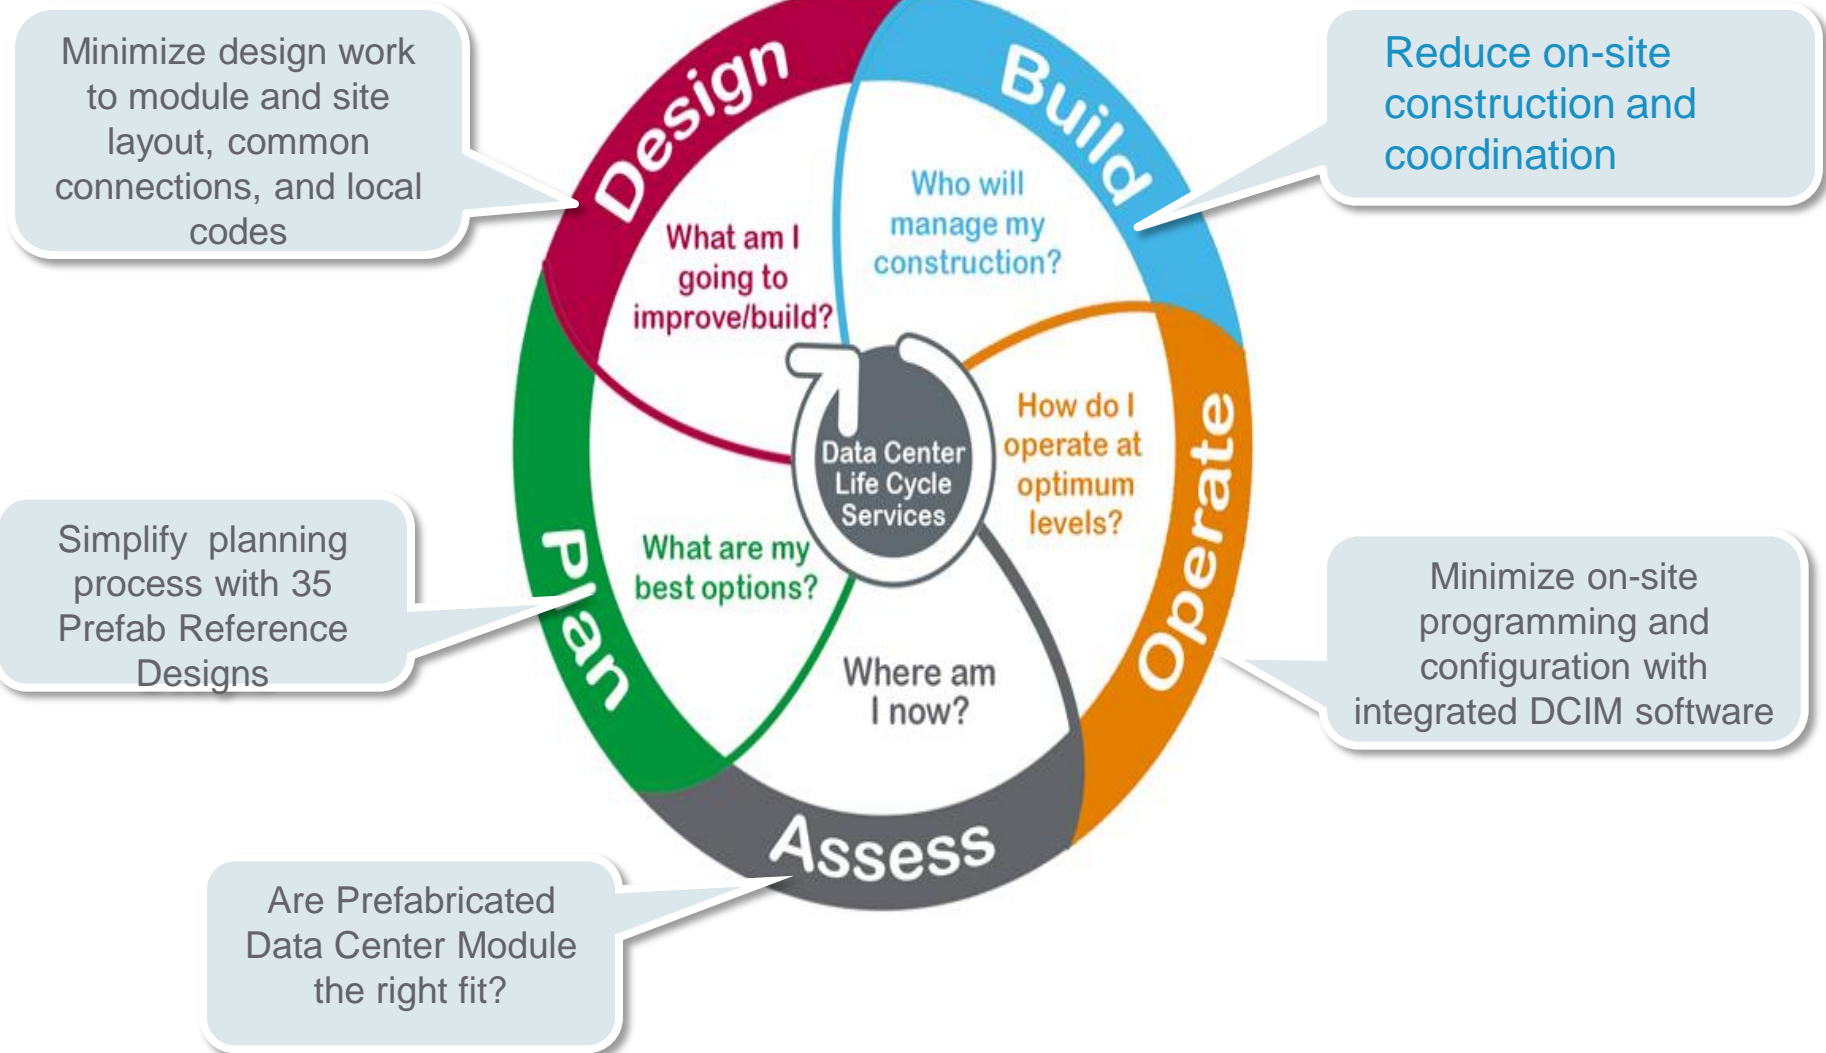 Minimize design work
to module and site
layout, common
connections, and local
codes
Design
What am I
going to
improve/build?
Build
Who will
manage my
construction?
Reduce on-site
construction and
coordination
Data Center
Life Cycle
Services
How do I
operate at
optimum
levels?
Operate
Minimize on-site
programming and
configuration with
integrated DCIM software
Simplify planning
process with 35
Prefab Reference
Designs
Plan
What are my
best options?
Where am
I now?
Assess
Are Prefabricated
Data Center Module
the right fit?